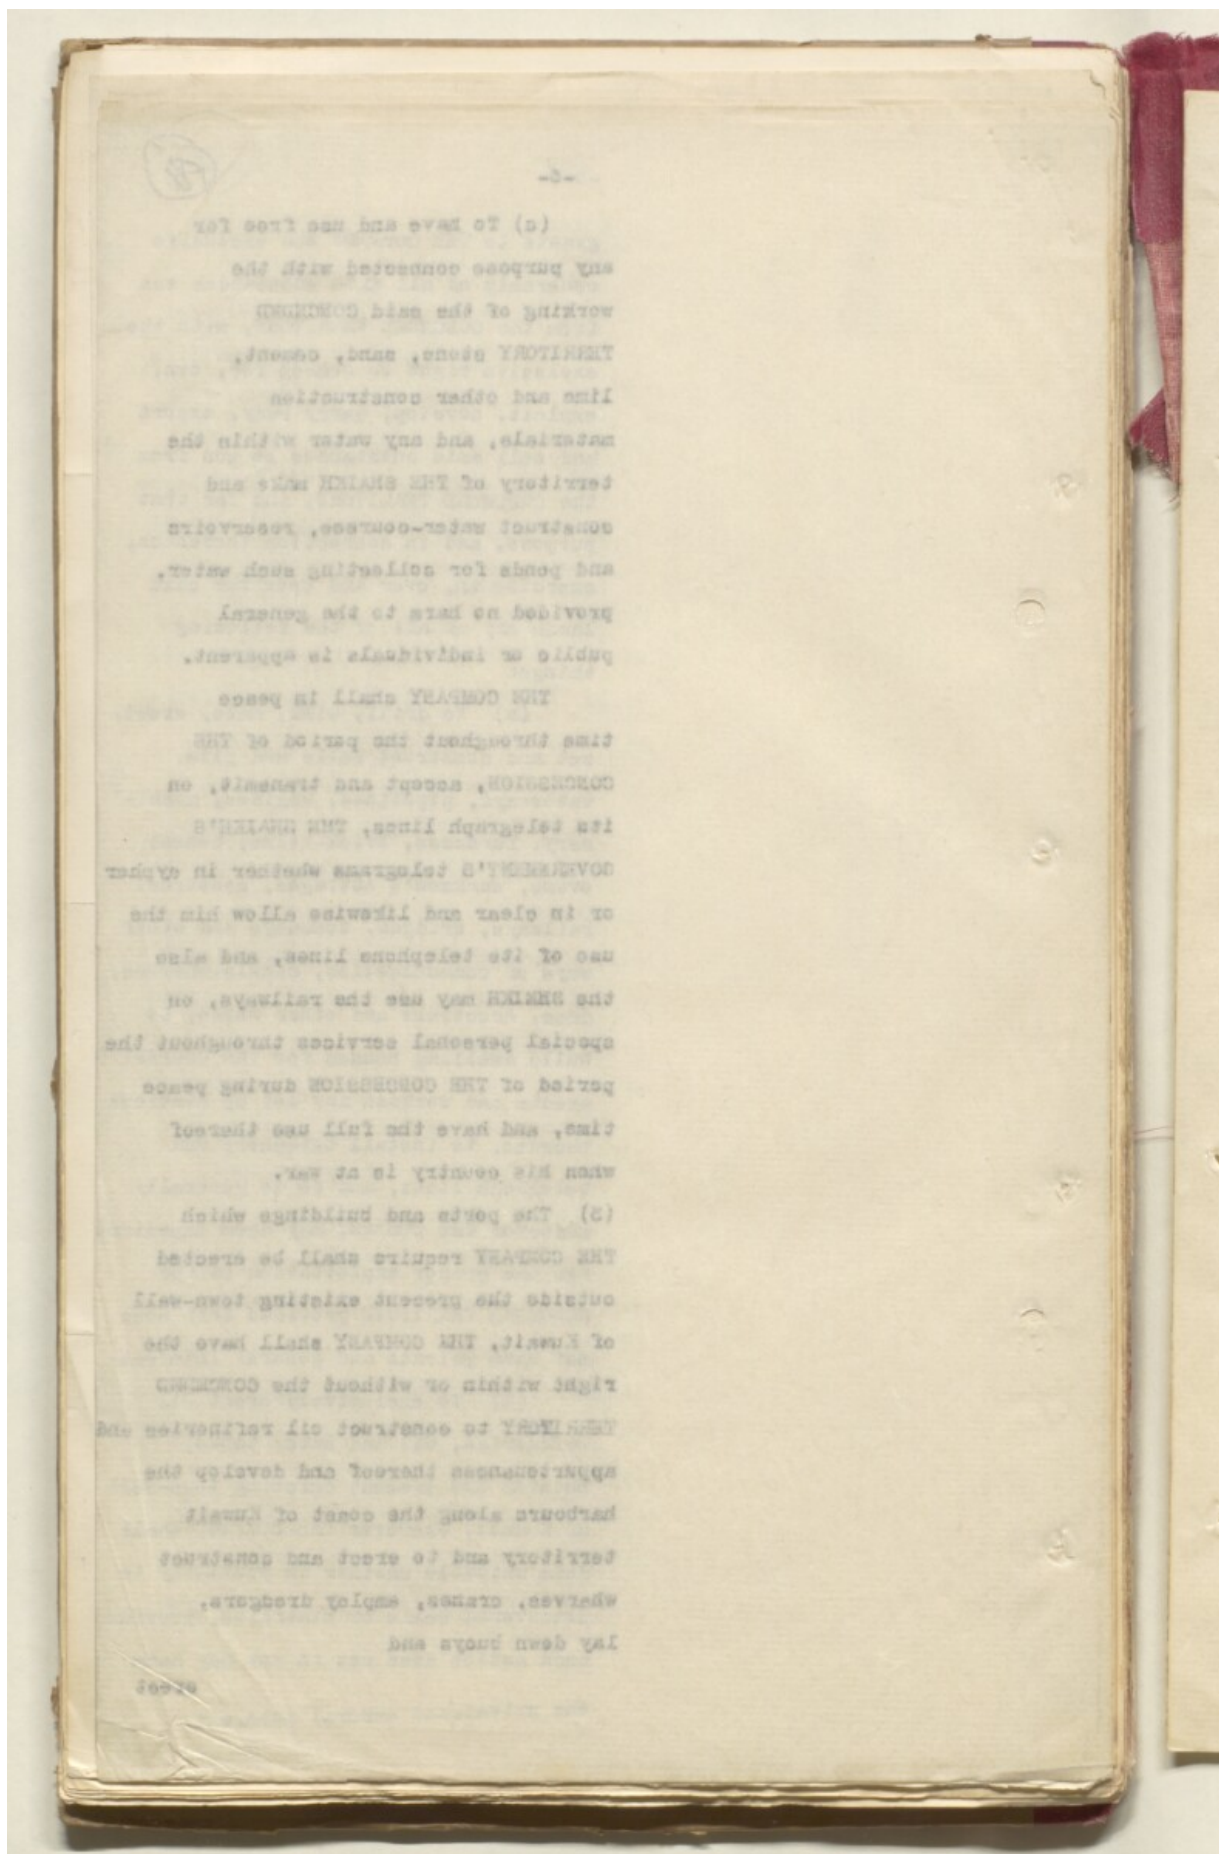 -6-
(c) To have and use free for
any purpose connected with the
working of the said CONCEDED
TERRITORY stone, sand, cement,
lime and other construction
materials, and any water within the
territory of THE SHAIKH make and
construct water-courses, reservoirs
and ponds for collecting such water,
provided no harm to the general
public or individuals is apparent.
THE COMPANY shall in peace
time throughout the period of THE
CONCESSION, accept and transmit, on
its telegraph lines, THE SHAIKH'S
GOVERNMENT'S telegrams whether in cypher
or in clear and likewise allow him the
use of its telephone lines, and also
the SHEIKH may use the railways, on
special personal services throughout the
period of THE CONCESSION during peace
time, and have the full use thereof
when his country is at war.
(3) The ports and buildings which
THE COMPANY require shall be erected
outside the present existing town-wall
of Kuwait, THE COMPANY shall have the
right within or without the CONCEDED
TERRITORY to construct oil refineries and
appurtenances thereof and develop the
harbours along the coast of Kuwait
territory and to erect and construct
wharves, cranes, employ dredgers,
lay down buoys and
erect